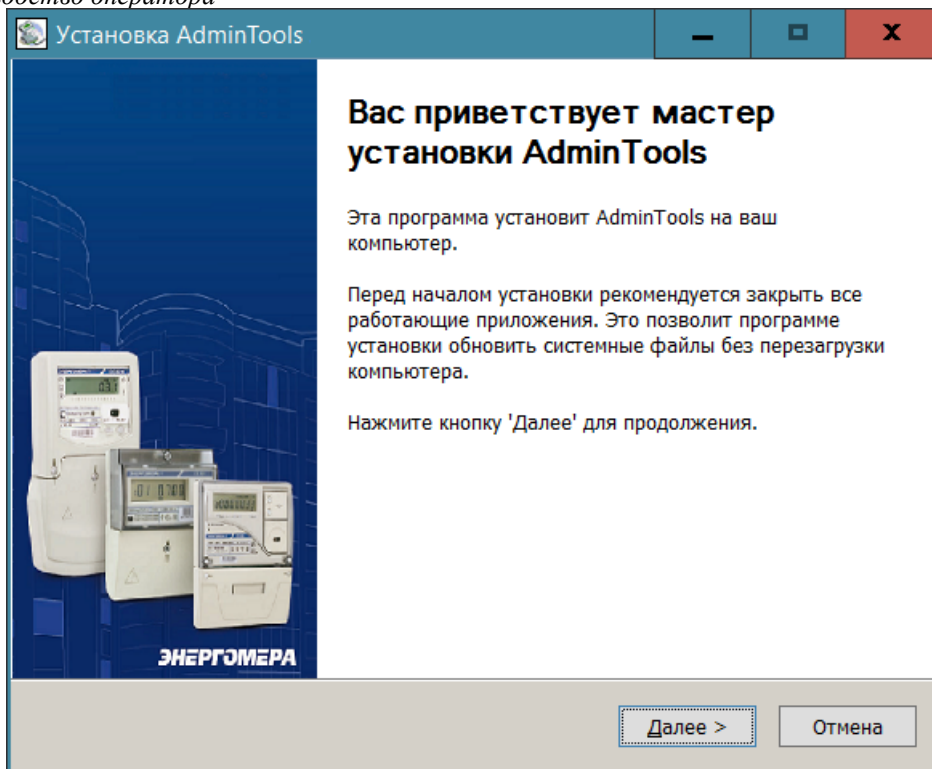 оператора
Установка AdminTools
Вас приветствует мастер
установки AdminTools
Эта программа установит AdminTools на ваш
компьютер.
Перед началом установки рекомендуется закрыть все
работающие приложения. Это позволит программе
установки обновить системные файлы без перезагрузки
компьютера.
Нажмите кнопку 'Далее' для продолжения.
ЭНЕРГОМЕРА
Далее >
Отмена